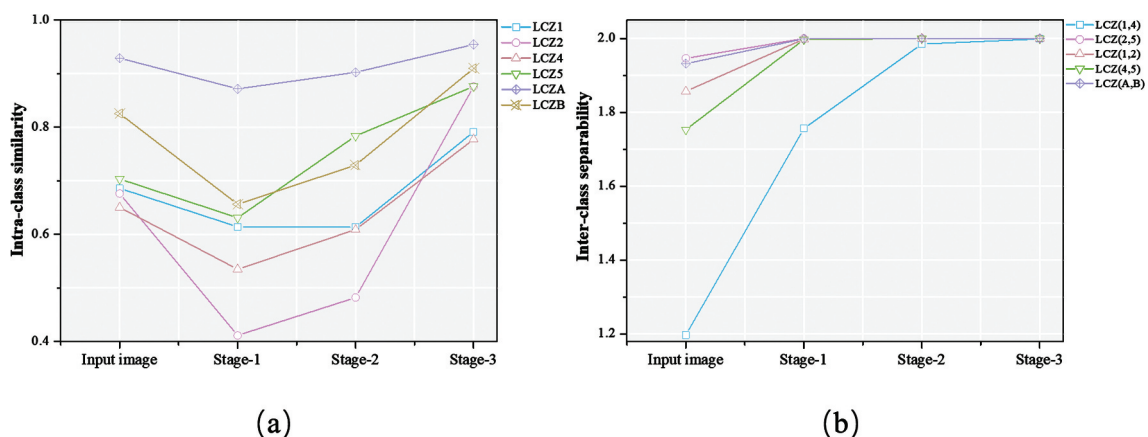 Intra-class similarity
1.0
0.8
0.6
0.4
Input image Stage-1 Stage-2 Stage-3
LCZ1
LCZ2
LCZ4
LCZ5
LCZA
LCZB
(a)
Inter-class separability
2.0
1.8
1.6
1.4
1.2
Input image Stage-1 Stage-2 Stage-3
LCZ(1,4)
LCZ(2,5)
LCZ(1,2)
LCZ(4,5)
LCZ(A,B)
(b)